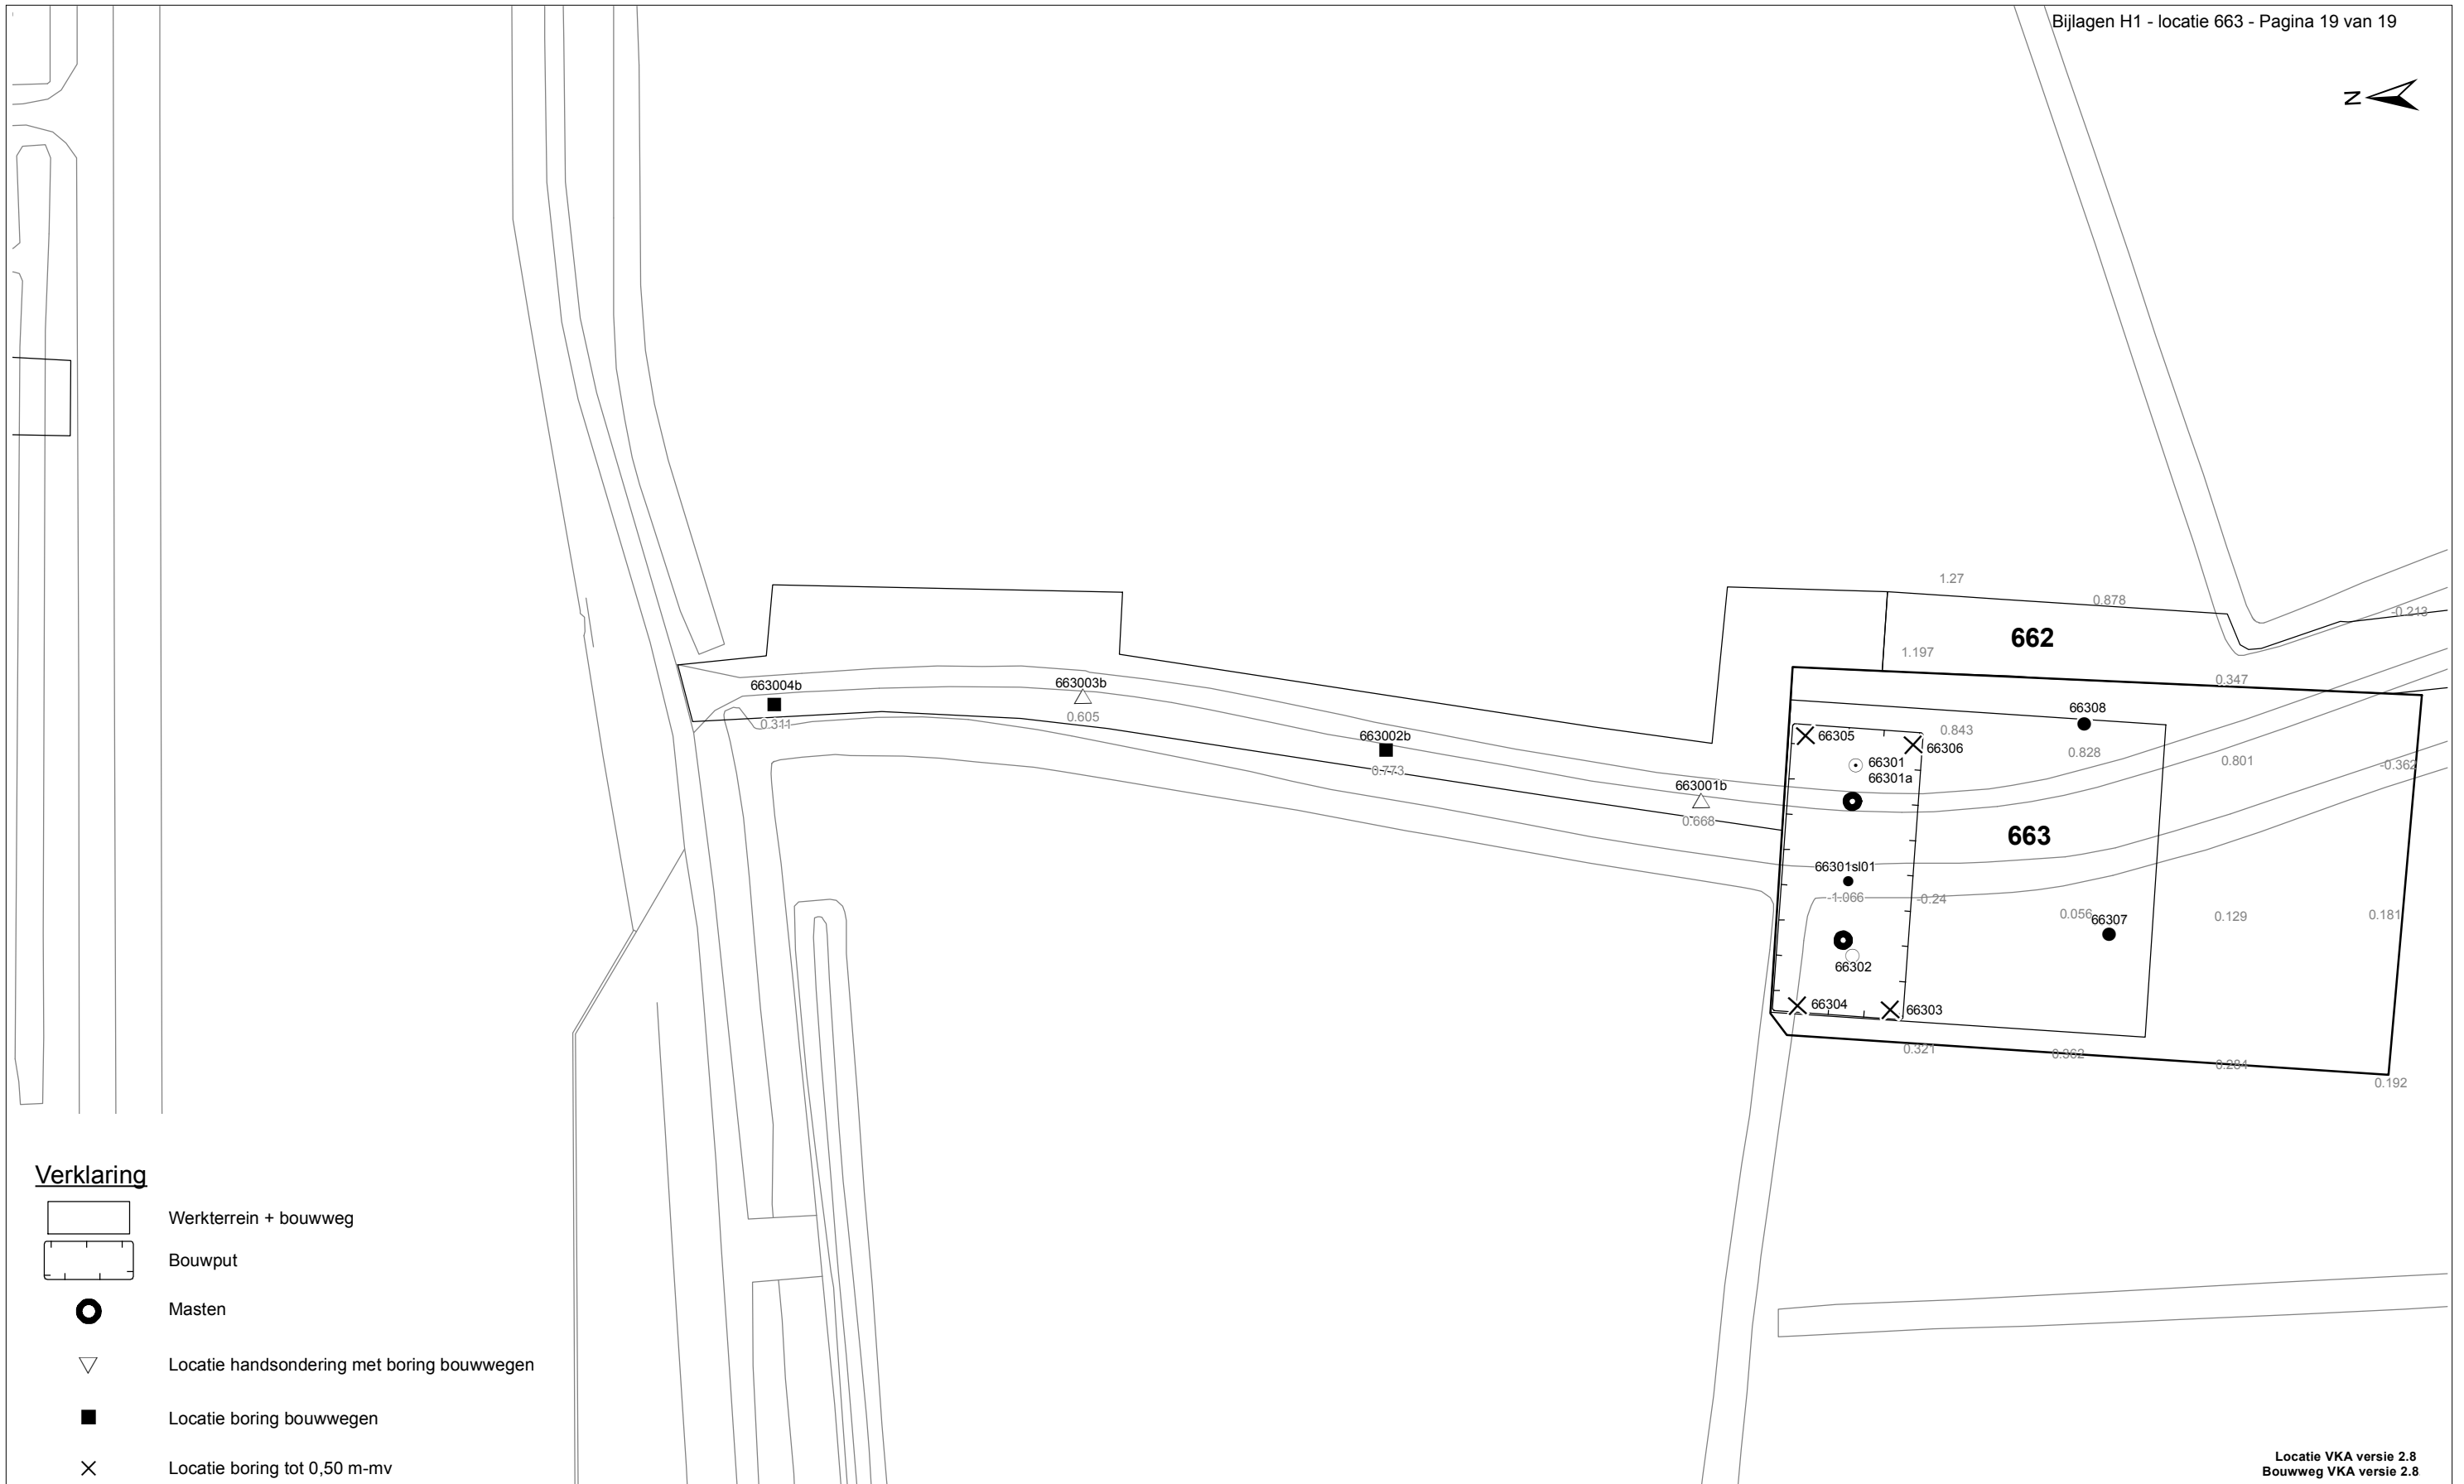 Bijlagen H1 - locatie 663 - Pagina 19 van 19
N
1.27
0.878
-0.213
662
1.197
0.347
663004b
0.311
663003b
0.605
663002b
0.773
663001b
0.668
66308
0.843
66305
66306
0.828
0.801
-0.362
66301
66301a
663
66301sl01
-1.066
-0.24
0.056
66307
0.129
0.181
66302
66304
66303
0.321
0.362
0.284
0.192
Verklaring
Werkterrein + bouwweg
Bouwput
Masten
Locatie handsondering met boring bouwwegen
Locatie boring bouwwegen
Locatie boring tot 0,50 m-mv
Locatie VKA versie 2.8
Bouwweg VKA versie 2.8